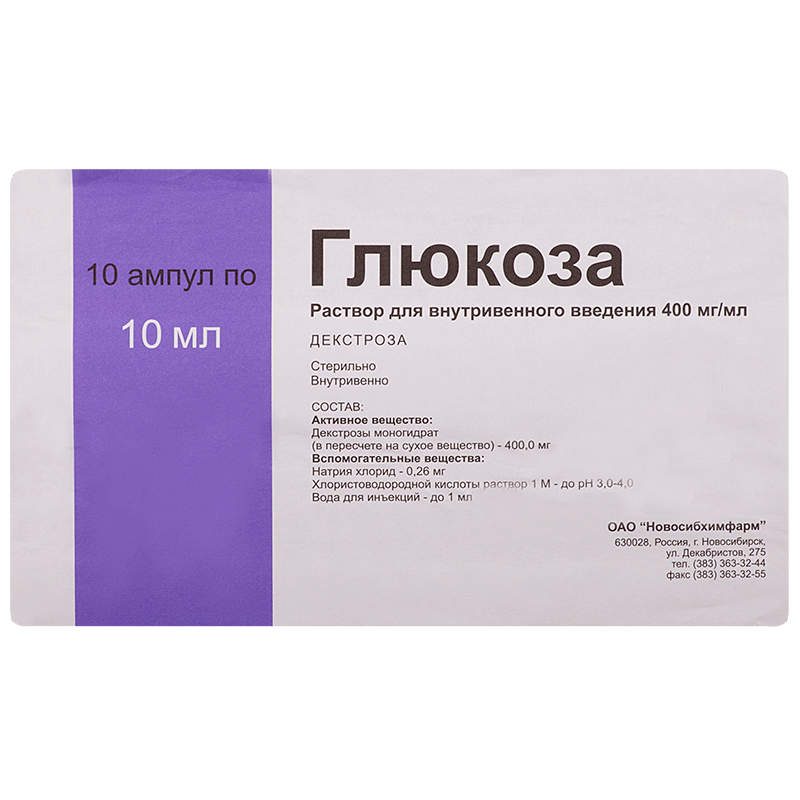 10 ампул по
10 мл
Глюкоза
Раствор для внутривенного введения 400 мг/мл
ДЕКСТРОЗА
Стерильно
Внутривенно
СОСТАВ:
Активное вещество:
Декстрозы моногидрат
(в пересчете на сухое вещество) - 400,0 мг
Вспомогательные вещества:
Натрия хлорид - 0,26 мг
Хлористоводородной кислоты раствор 1 М - до pH 3,0-4,0
Вода для инъекций - до 1 мл
ОАО "Новосибхимфарм"
630028, Россия, г. Новосибирск,
ул. Декабристов, 275
тел. (383) 363-32-44
факс (383) 363-32-55